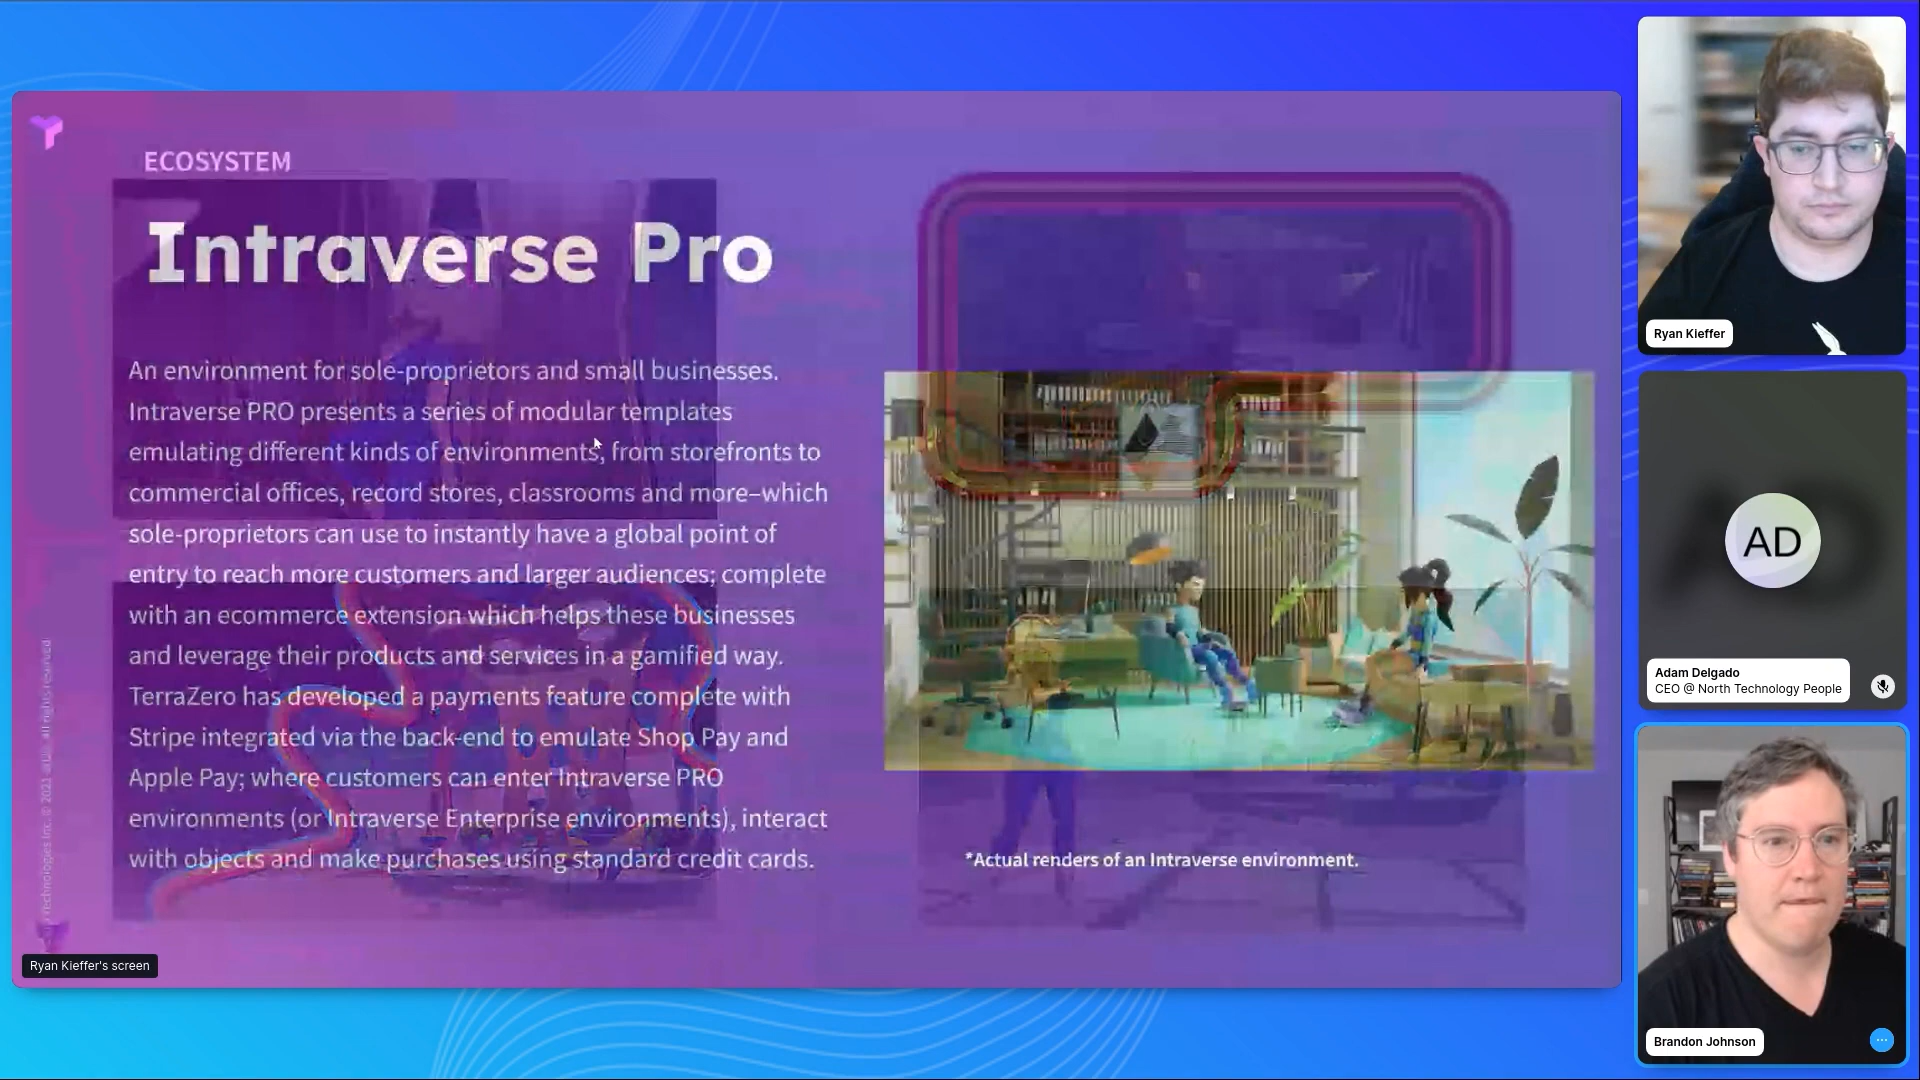 ECOSYSTEM
Intraverse Pro
An environment for sole-proprietors and small businesses.
Intraverse PRO presents a series of modular templates
emulating different kinds of environments, from storefronts to
commercial offices, record stores, classrooms and more–which
sole-proprietors can use to instantly have a global point of
entry to reach more customers and larger audiences; complete
with an ecommerce extension which helps these businesses
and leverage their products and services in a gamified way.
TerraZero has developed a payments feature complete with
Stripe integrated via the back-end to emulate Shop Pay and
Apple Pay; where customers can enter Intraverse PRO
environments (or Intraverse Enterprise environments), interact
with objects and make purchases using standard credit cards.
*Actual renders of an Intraverse environment.
Technologies Inc. © 2021
all rights reserved
Ryan Kieffer's screen
Ryan Kieffer
AD
Adam Delgado
CEO @ North Technology People
Brandon Johnson